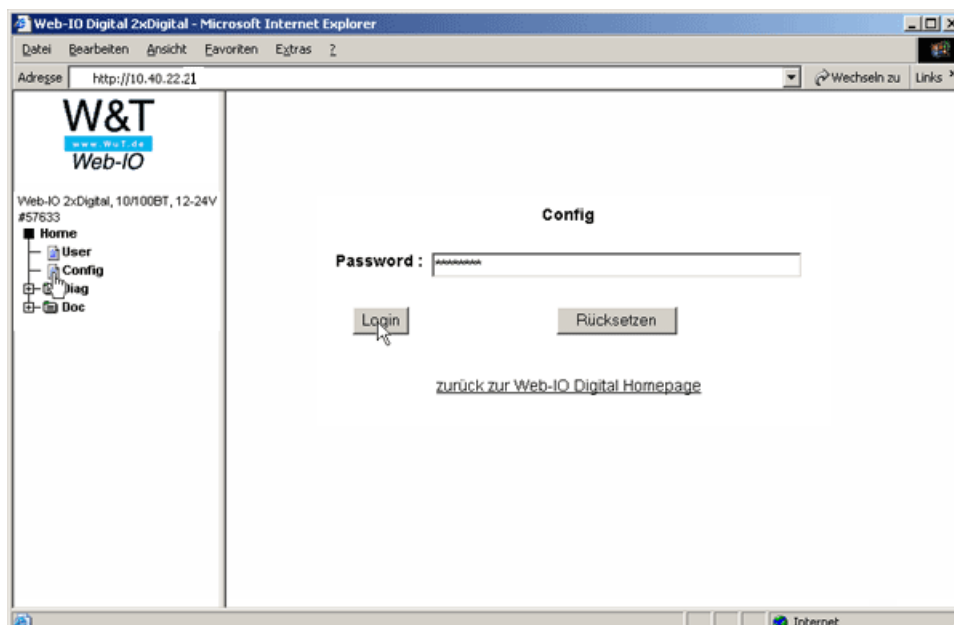 Web-IO Digital 2xDigital - Microsoft Internet Explorer
Datei Bearbeiten Ansicht Favoriten Extras ?
Adresse http://10.40.22.21 Wechseln zu Links »
W&T
www.WuT.de
Web-IO
Web-IO 2xDigital, 10/100BT, 12-24V
#57633
Home
User
Config
Diag
Doc
Config
Password : ********
Login Rücksetzen
zurück zur Web-IO Digital Homepage
Internet